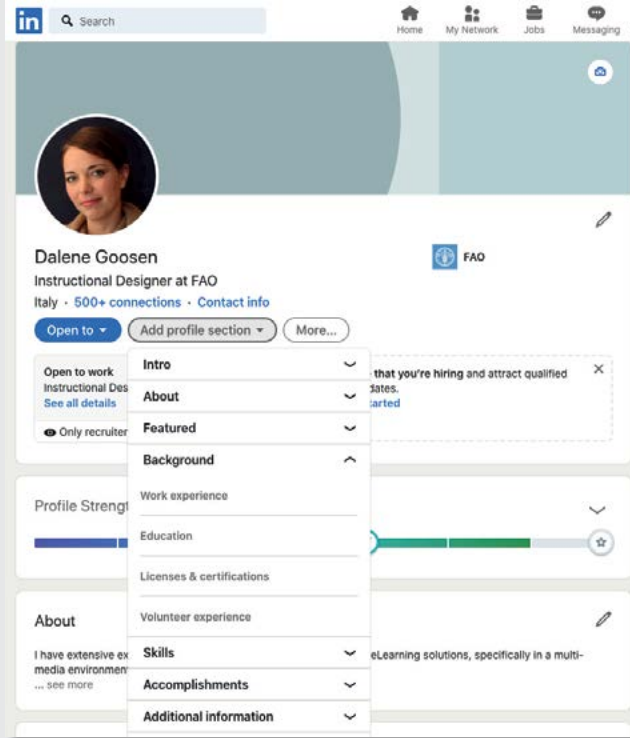 in
Search
Home
My Network
Jobs
Messaging
Dalene Goosen
FAO
Instructional Designer at FAO
Italy · 500+ connections · Contact info
Open to
Add profile section
More...
Open to work
Instructional Des
See all details
Only recruiter
that you're hiring and attract qualified
dates.
arted
Intro
About
Featured
Background
Work experience
Education
Licenses & certifications
Volunteer experience
Skills
Accomplishments
Additional information
Profile Strengt
About
I have extensive ex
eLearning solutions, specifically in a multi-
media environment
... see more